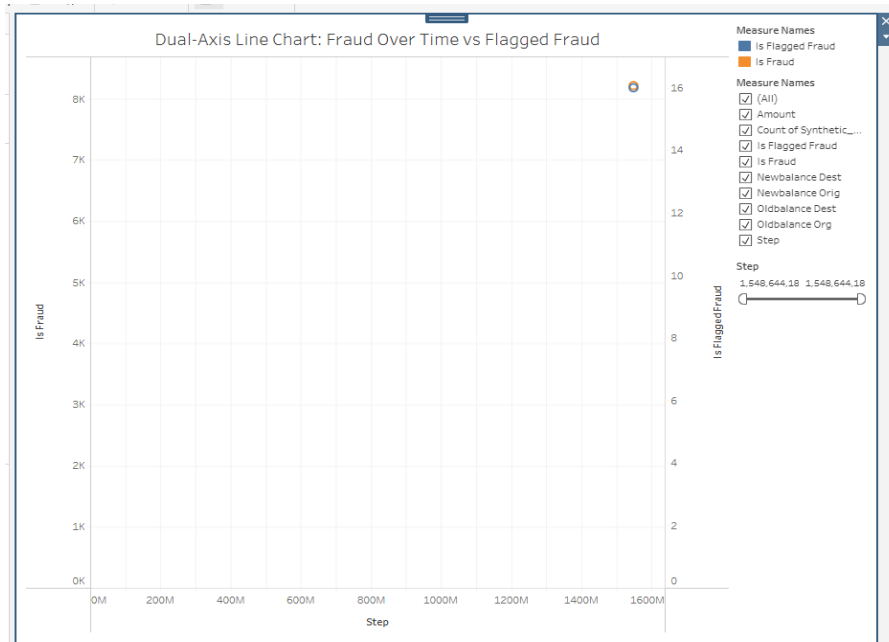 Dual-Axis Line Chart: Fraud Over Time vs Flagged Fraud
8K
7K
6K
5K
4K
3K
2K
1K
0K
Is Fraud
16
14
12
10
8
6
4
2
0
Is Flagged Fraud
0M 200M 400M 600M 800M 1000M 1200M 1400M 1600M
Step
Measure Names
Is Flagged Fraud
Is Fraud
Measure Names
(All)
Amount
Count of Synthetic_...
Is Flagged Fraud
Is Fraud
Newbalance Dest
Newbalance Orig
Oldbalance Dest
Oldbalance Org
Step
Step
1,548,644,18 1,548,644,18